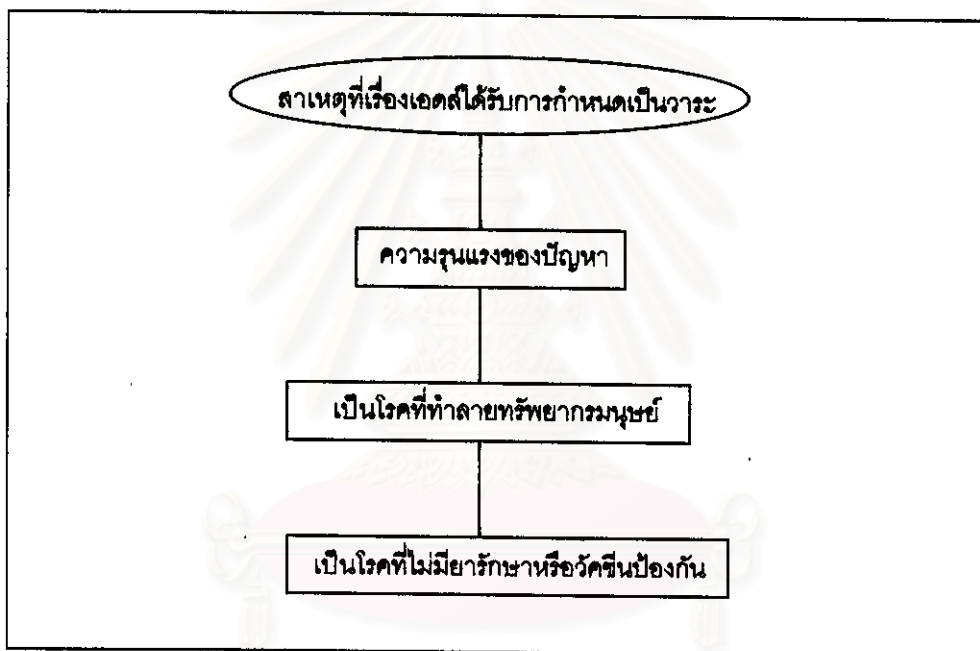 สาเหตุที่เรื่องเอดส์ได้รับการกำหนดเป็นวาระ
ความรุนแรงของปัญหา
เป็นโรคที่ทำลายทรัพยากรมนุษย์
เป็นโรคที่ไม่มียารักษาหรือวัคซีนป้องกัน